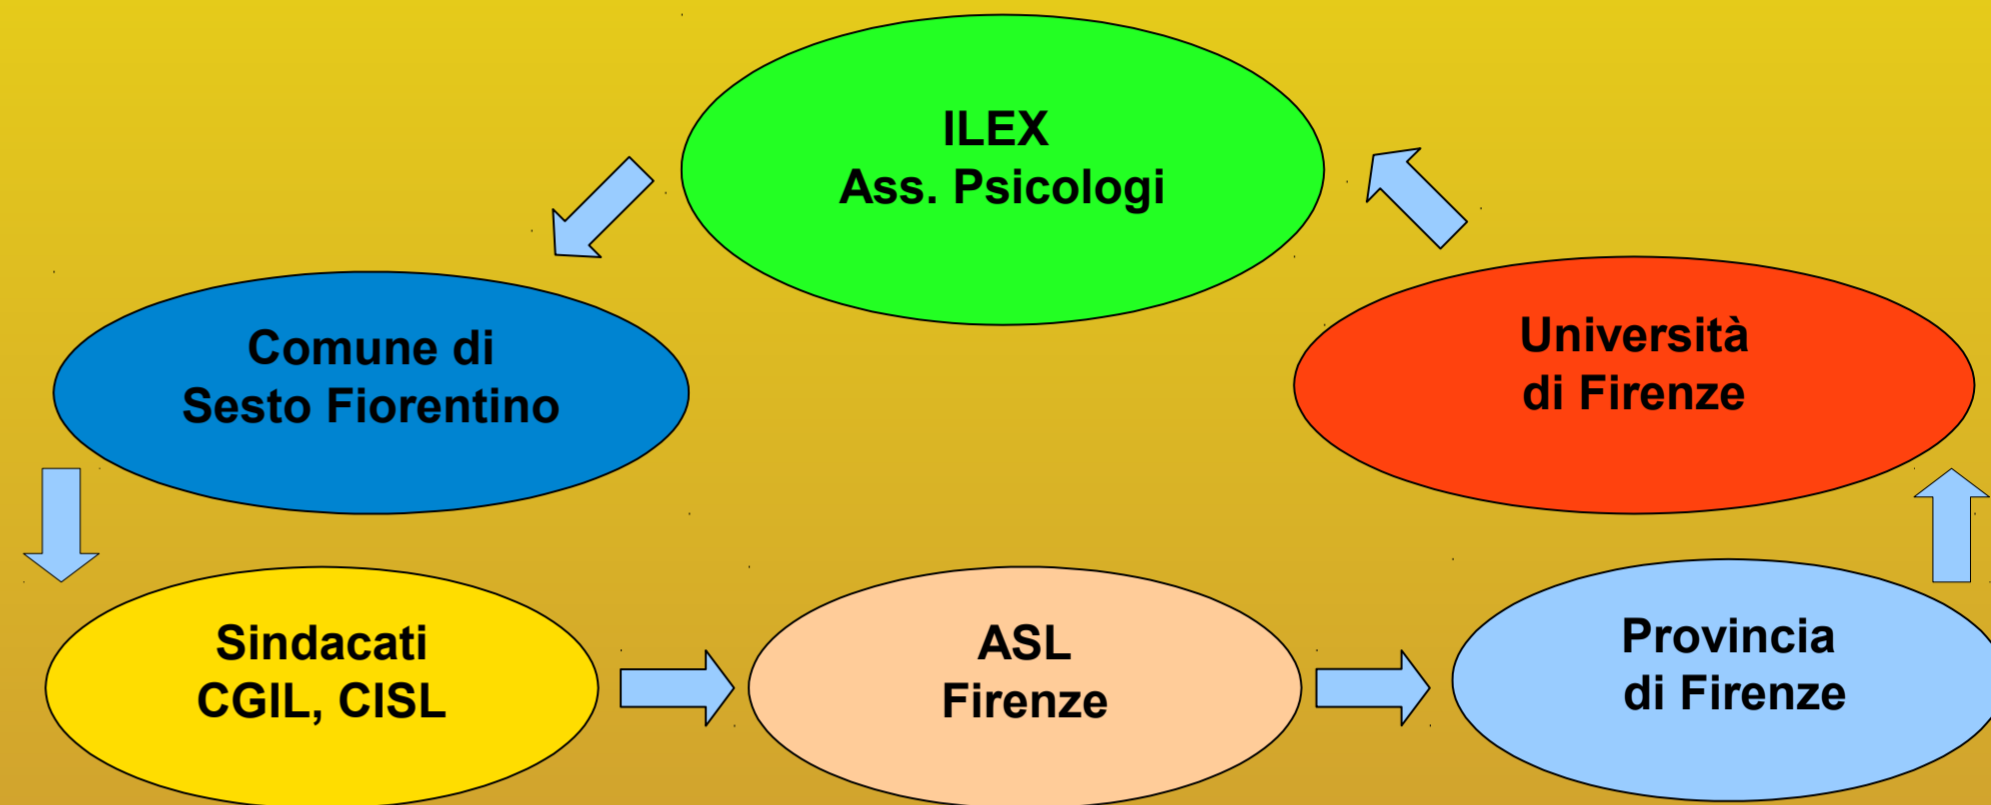 ILEX
Ass. Psicologi
Comune di
Sesto Fiorentino
Università
di Firenze
Sindacati
CGIL, CISL
ASL
Firenze
Provincia
di Firenze